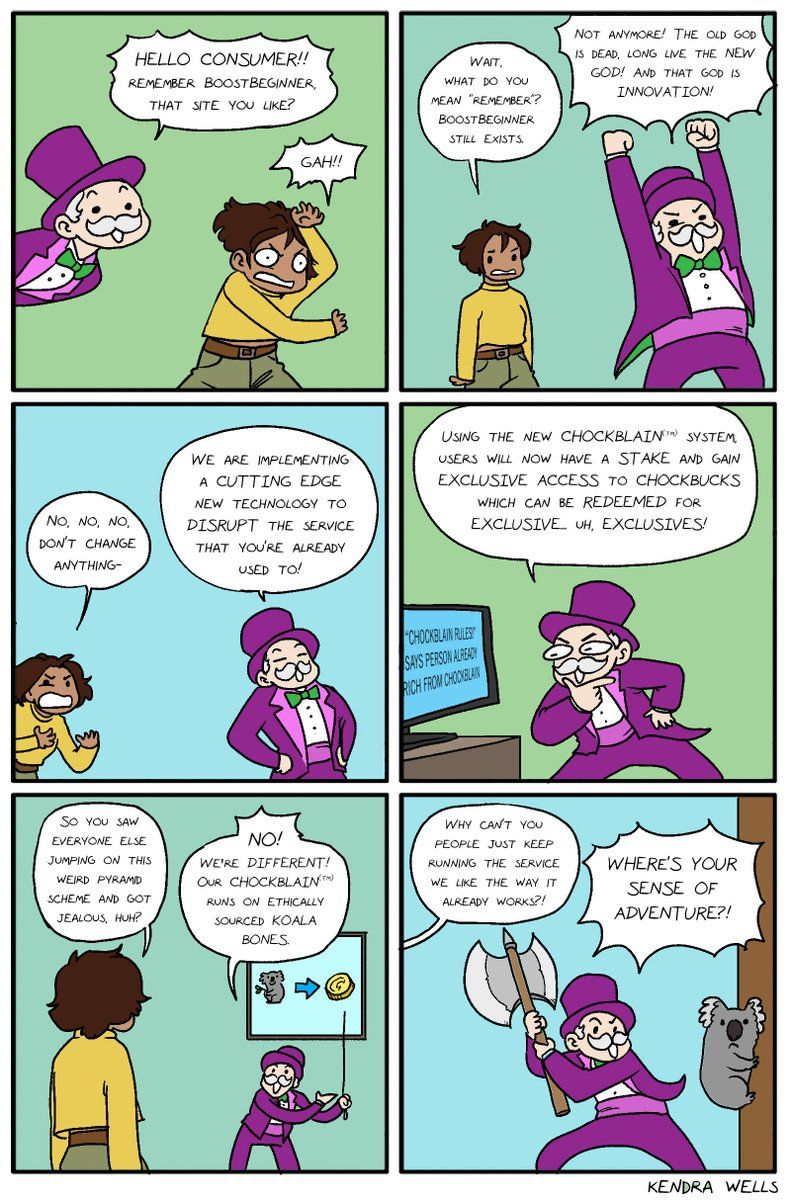 HELLO CONSUMER!!
REMEMBER BOOSTBEGINNER,
THAT SITE YOU LIKE?
GAH!!
WAIT,
WHAT DO YOU
MEAN "REMEMBER"?
BOOSTBEGINNER
STILL EXISTS.
NOT ANYMORE! THE OLD GOD
IS DEAD, LONG LIVE THE NEW
GOD! AND THAT GOD IS
INNOVATION!
NO, NO, NO,
DON'T CHANGE
ANYTHING-
WE ARE IMPLEMENTING
A CUTTING EDGE
NEW TECHNOLOGY TO
DISRUPT THE SERVICE
THAT YOU'RE ALREADY
USED TO!
USING THE NEW CHOCKBLAIN(TM) SYSTEM,
USERS WILL NOW HAVE A STAKE AND GAIN
EXCLUSIVE ACCESS TO CHOCKBUCKS
WHICH CAN BE REDEEMED FOR
EXCLUSIVE... UH, EXCLUSIVES!
"CHOCKBLAIN RULES!"
SAYS PERSON ALREADY
RICH FROM CHOCKBLAIN
SO YOU SAW
EVERYONE ELSE
JUMPING ON THIS
WEIRD PYRAMID
SCHEME AND GOT
JEALOUS, HUH?
NO!
WE'RE DIFFERENT!
OUR CHOCKBLAIN(TM)
RUNS ON ETHICALLY
SOURCED KOALA
BONES.
C
WHY CAN'T YOU
PEOPLE JUST KEEP
RUNNING THE SERVICE
WE LIKE THE WAY IT
ALREADY WORKS?!
WHERE'S YOUR
SENSE OF
ADVENTURE?!
KENDRA WELLS